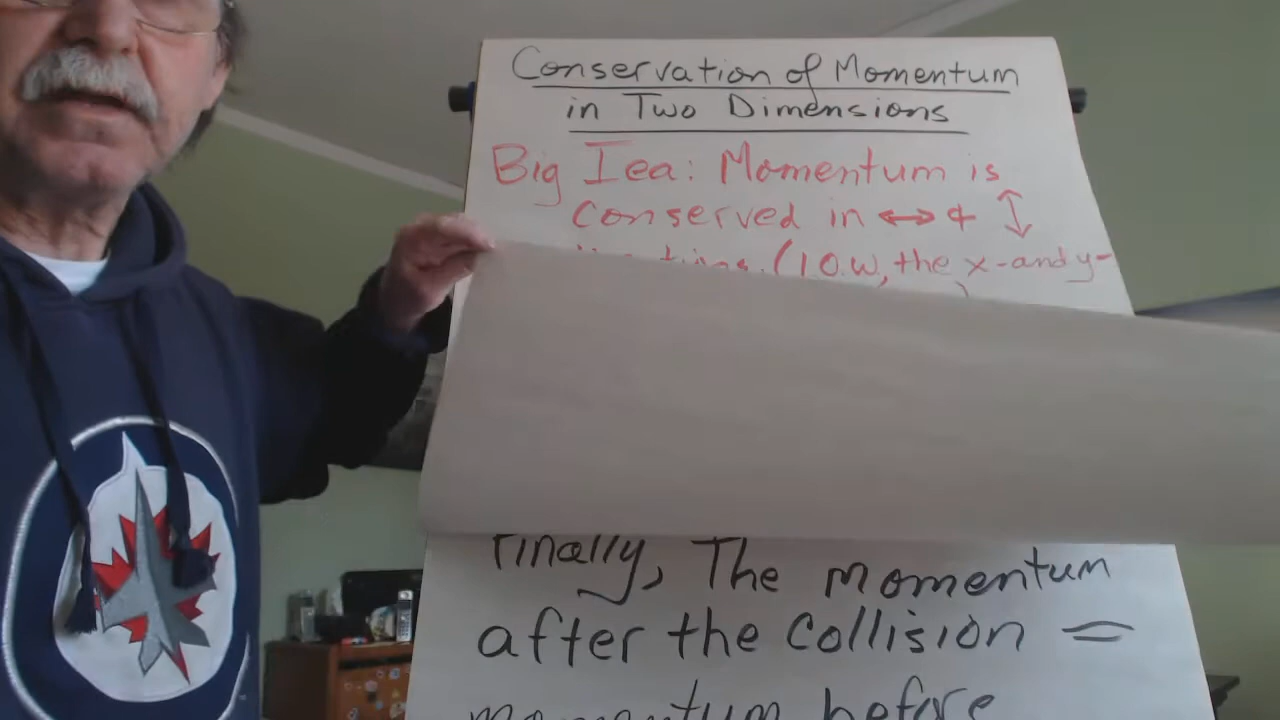 Conservation of Momentum
in Two Dimensions
Big Iea: Momentum is
Conserved in ↔ & ↕
(I.O.W, the x-and y-
Finally, The momentum
after the Collision =
momentum before